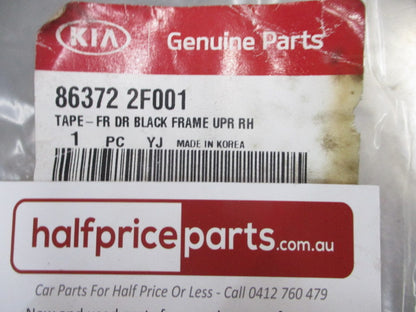 KIA Genuine Parts
86372 2F001
TAPE-FR DR BLACK FRAME UPR RH
1 PC YJ MADE IN KOREA
halfpriceparts.com.au
Car Parts For Half Price Or Less - Call 0412 760 479